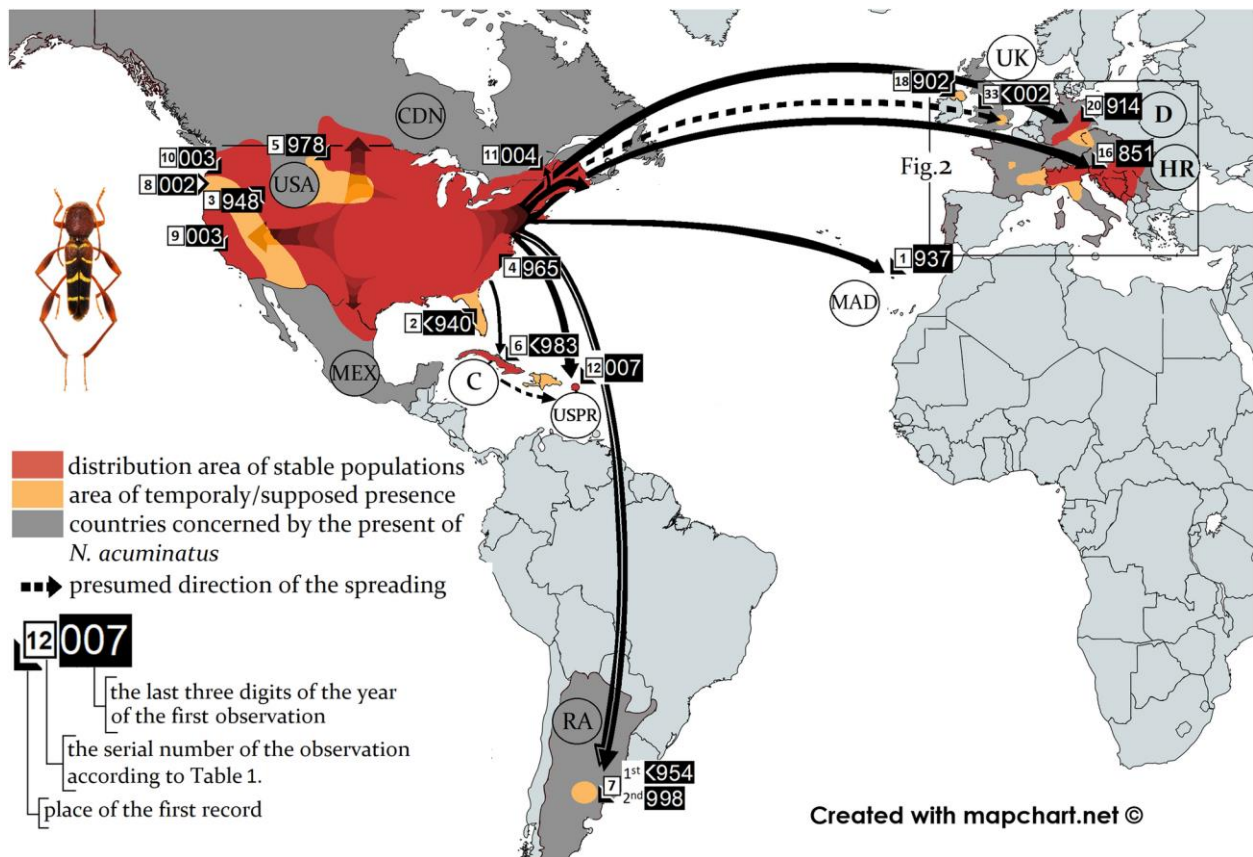 UK
18 902
33 <002
20 914
D
CDN
10 003
5 978
11 004
16 851
8 002
USA
Fig.2
HR
3 948
9 003
4 965
1 937
MAD
2 <940
6 <983
12 007
MEX
C
USPR
distribution area of stable populations
area of temporaly/supposed presence
countries concerned by the present of
N. acuminatus
presumed direction of the spreading
12 007
the last three digits of the year
of the first observation
the serial number of the observation
according to Table 1.
place of the first record
RA
7 1st <954
2nd 998
Created with mapchart.net ©